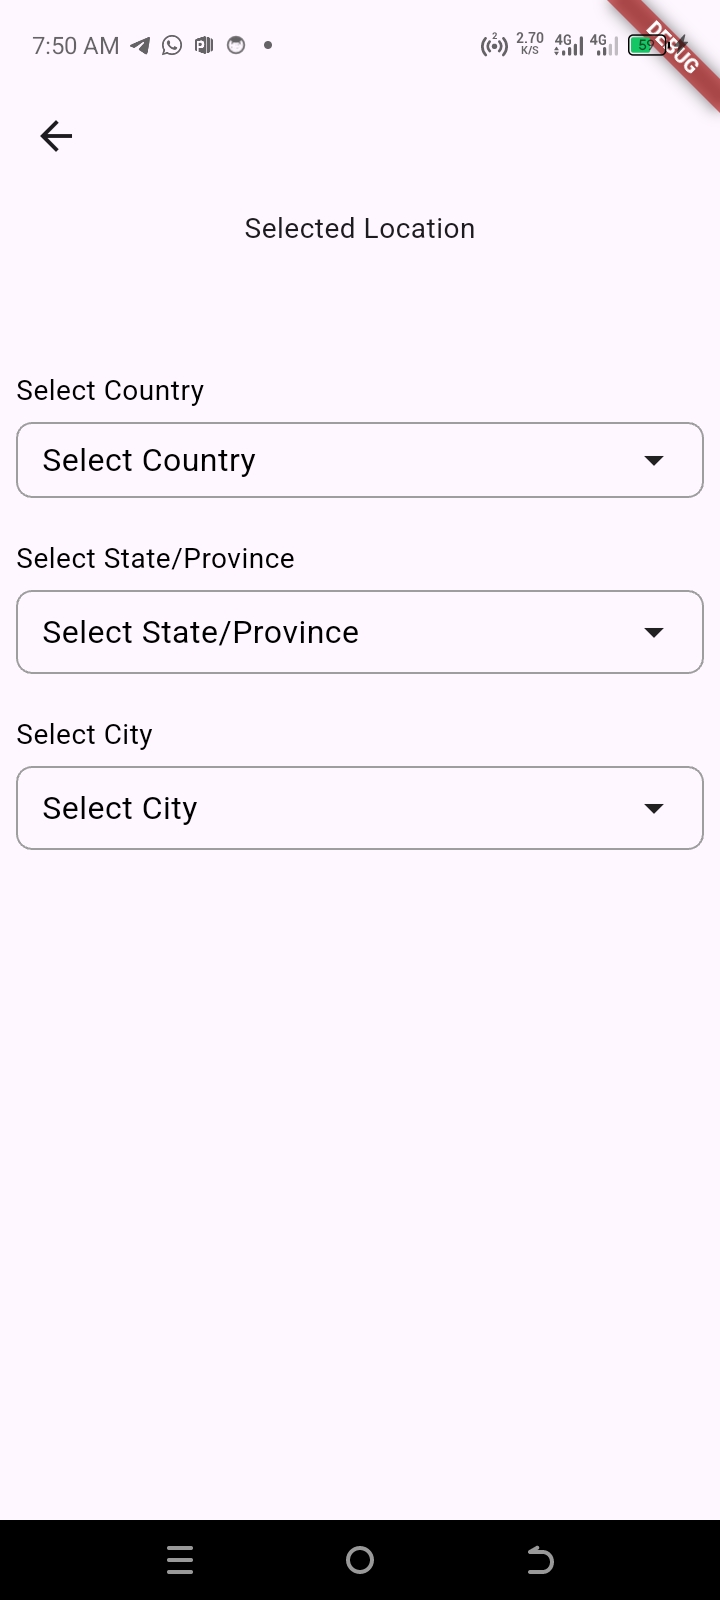 7:50 AM
2
2.70
K/S
4G
4G
59
DEBUG
Selected Location
Select Country
Select Country
Select State/Province
Select State/Province
Select City
Select City